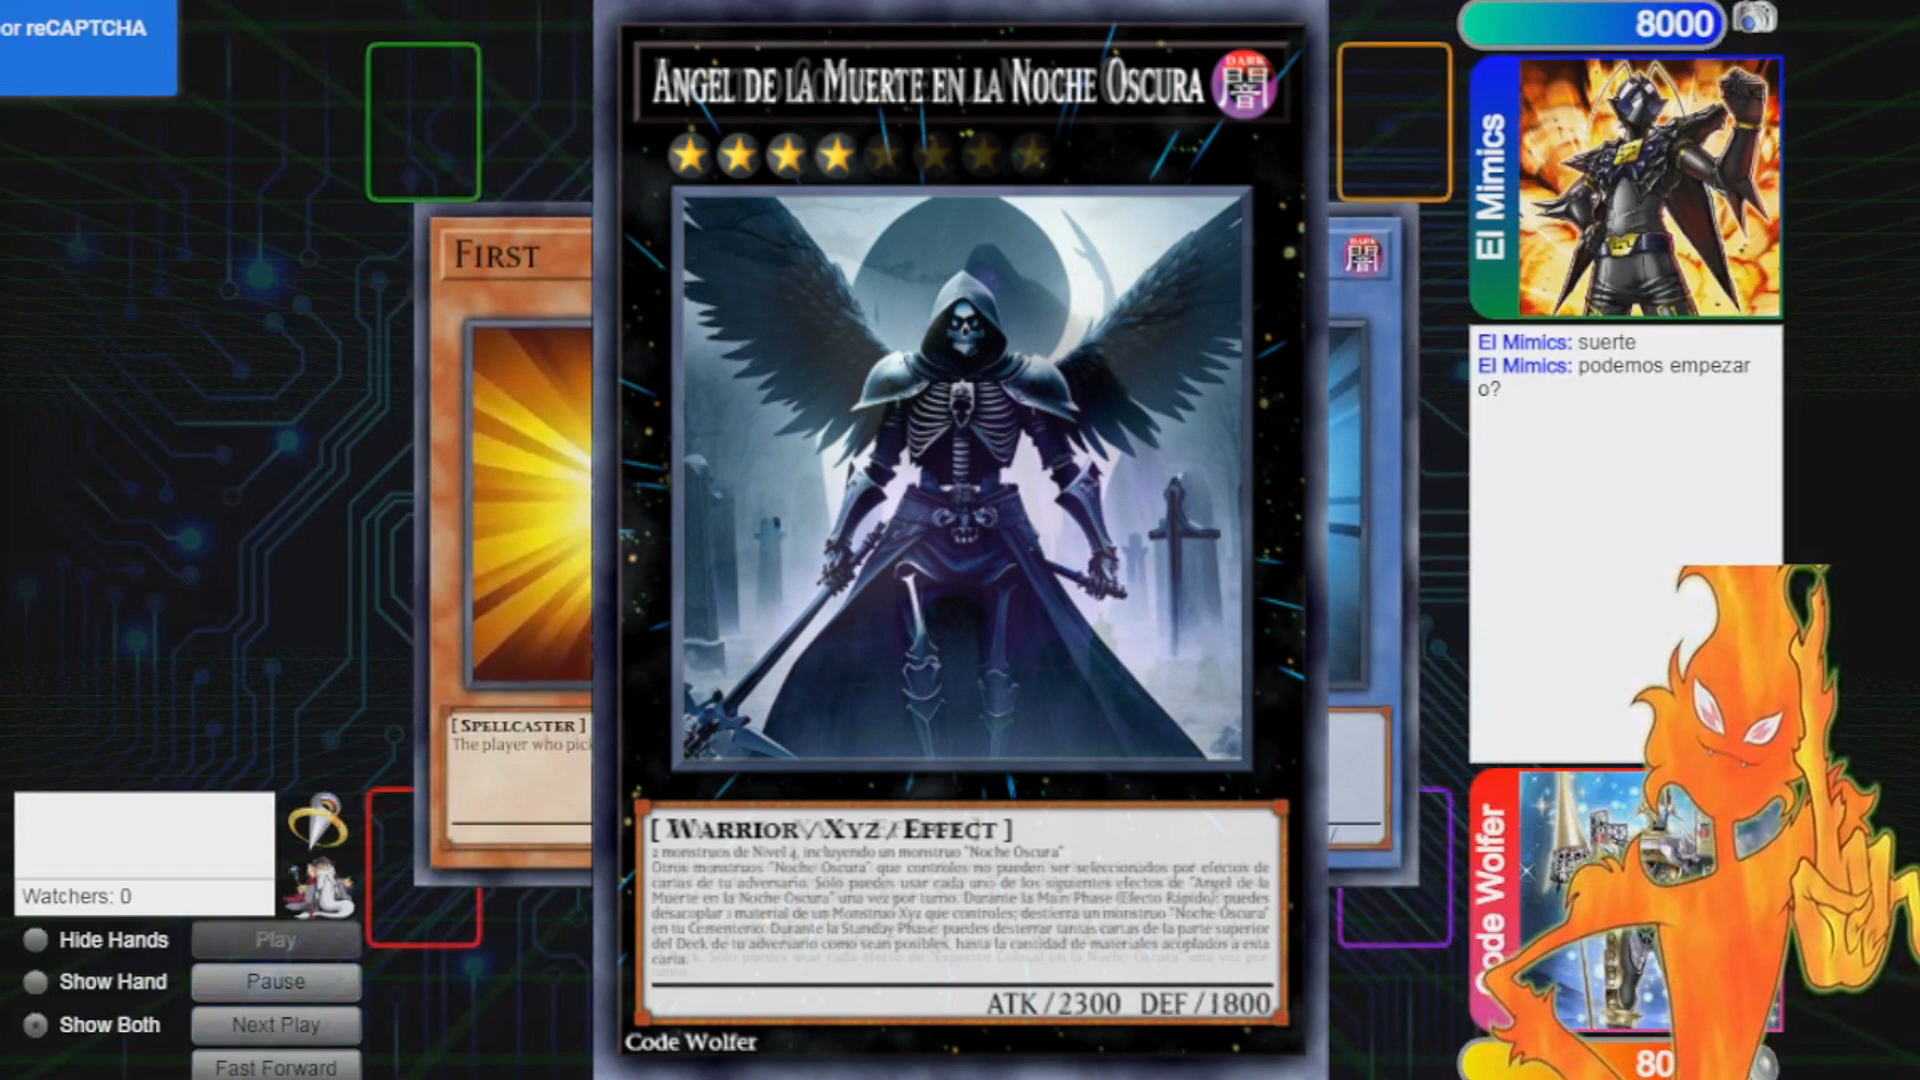 or reCAPTCHA
ANGEL DE LA MUERTE EN LA NOCHE OSCURA
DARK
闇
8000
El Mimics
El Mimics: suerte
El Mimics: podemos empezar
o?
FIRST
DARK
闇
[ SPELLCASTER ]
The player who pic
[ WARRIOR / XYZ / EFFECT ]
2 monstruos de Nivel 4, incluyendo un monstruo "Noche Oscura"
Otros monstruos "Noche Oscura" que controles no pueden ser seleccionados por efectos de
cartas de tu adversario. Sólo puedes usar cada uno de los siguientes efectos de "Angel de la
Muerte en la Noche Oscura" una vez por turno. Durante la Main Phase (Efecto Rápido): puedes
desacoplar 1 material de un Monstruo Xyz que controles; destierra un monstruo "Noche Oscura"
en tu Cementerio. Durante la Standby Phase: puedes desterrar tantas cartas de la parte superior
del Deck de tu adversario como sean posibles, hasta la cantidad de materiales acoplados a esta
carta.
ATK/2300 DEF/1800
Code Wolfer
Code Wolfer
80
Watchers: 0
Hide Hands
Play
Show Hand
Pause
Show Both
Next Play
Fast Forward